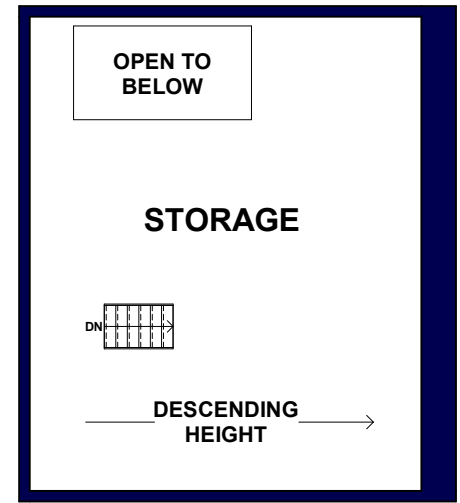 OPEN TO
BELOW
STORAGE
DN
DESCENDING
HEIGHT